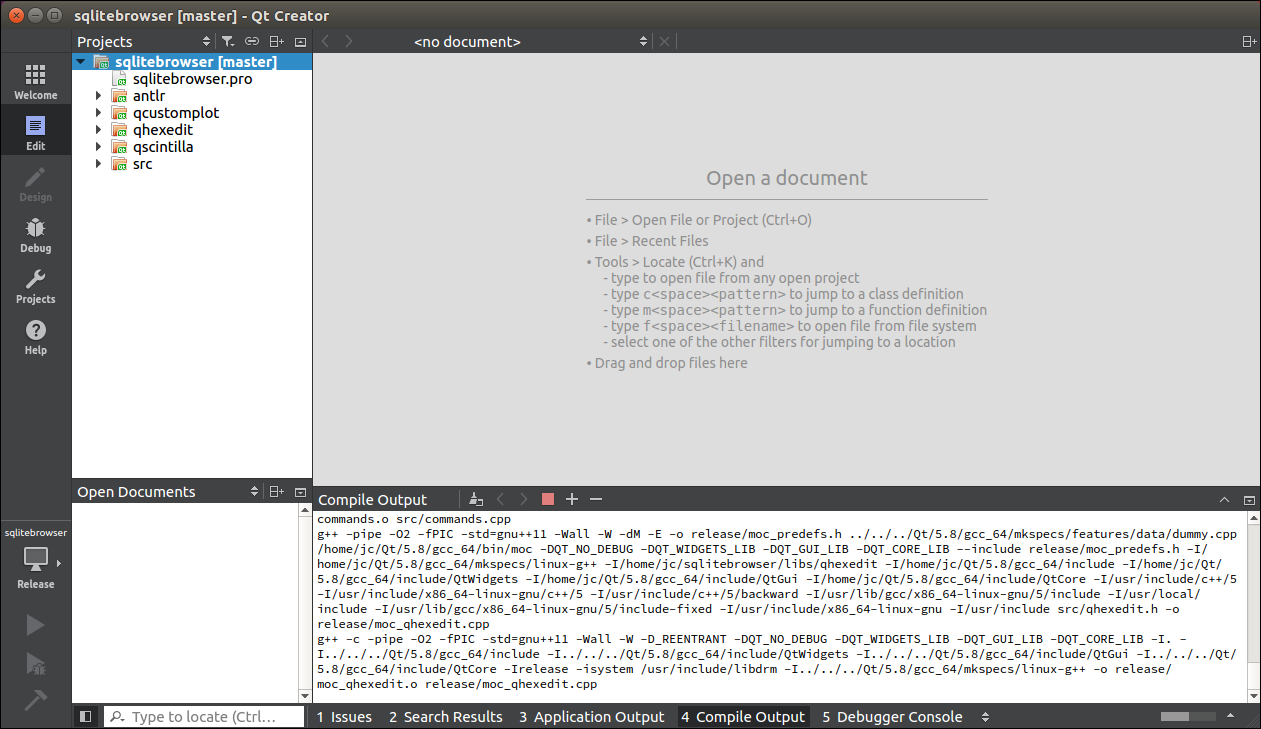 sqlitebrowser [master] - Qt Creator
Projects
<no document>
Welcome
Edit
Design
Debug
Projects
Help
sqlitebrowser [master]
sqlitebrowser.pro
antlr
qcustomplot
qhexedit
qscintilla
src
Open a document
• File > Open File or Project (Ctrl+O)
• File > Recent Files
• Tools > Locate (Ctrl+K) and
- type to open file from any open project
- type c<space><pattern> to jump to a class definition
- type m<space><pattern> to jump to a function definition
- type f<space><filename> to open file from file system
- select one of the other filters for jumping to a location
• Drag and drop files here
Open Documents
sqlitebrowser
Release
Compile Output
commands.o src/commands.cpp
g++ -pipe -O2 -fPIC -std=gnu++11 -Wall -W -dM -E -o release/moc_predefs.h ../../../Qt/5.8/gcc_64/mkspecs/features/data/dummy.cpp
/home/jc/Qt/5.8/gcc_64/bin/moc -DQT_NO_DEBUG -DQT_WIDGETS_LIB -DQT_GUI_LIB -DQT_CORE_LIB --include release/moc_predefs.h -I/
home/jc/Qt/5.8/gcc_64/mkspecs/linux-g++ -I/home/jc/sqlitebrowser/libs/qhexedit -I/home/jc/Qt/5.8/gcc_64/include -I/home/jc/Qt/
5.8/gcc_64/include/QtWidgets -I/home/jc/Qt/5.8/gcc_64/include/QtGui -I/home/jc/Qt/5.8/gcc_64/include/QtCore -I/usr/include/c++/5
-I/usr/include/x86_64-linux-gnu/c++/5 -I/usr/include/c++/5/backward -I/usr/lib/gcc/x86_64-linux-gnu/5/include -I/usr/local/
include -I/usr/lib/gcc/x86_64-linux-gnu/5/include-fixed -I/usr/include/x86_64-linux-gnu -I/usr/include src/qhexedit.h -o
release/moc_qhexedit.cpp
g++ -c -pipe -O2 -fPIC -std=gnu++11 -Wall -W -D_REENTRANT -DQT_NO_DEBUG -DQT_WIDGETS_LIB -DQT_GUI_LIB -DQT_CORE_LIB -I. -
I../../../Qt/5.8/gcc_64/include -I../../../Qt/5.8/gcc_64/include/QtWidgets -I../../../Qt/5.8/gcc_64/include/QtGui -I../../../Qt/
5.8/gcc_64/include/QtCore -Irelease -isystem /usr/include/libdrm -I../../../Qt/5.8/gcc_64/mkspecs/linux-g++ -o release/
moc_qhexedit.o release/moc_qhexedit.cpp
Type to locate (Ctrl...
1 Issues 2 Search Results 3 Application Output 4 Compile Output 5 Debugger Console